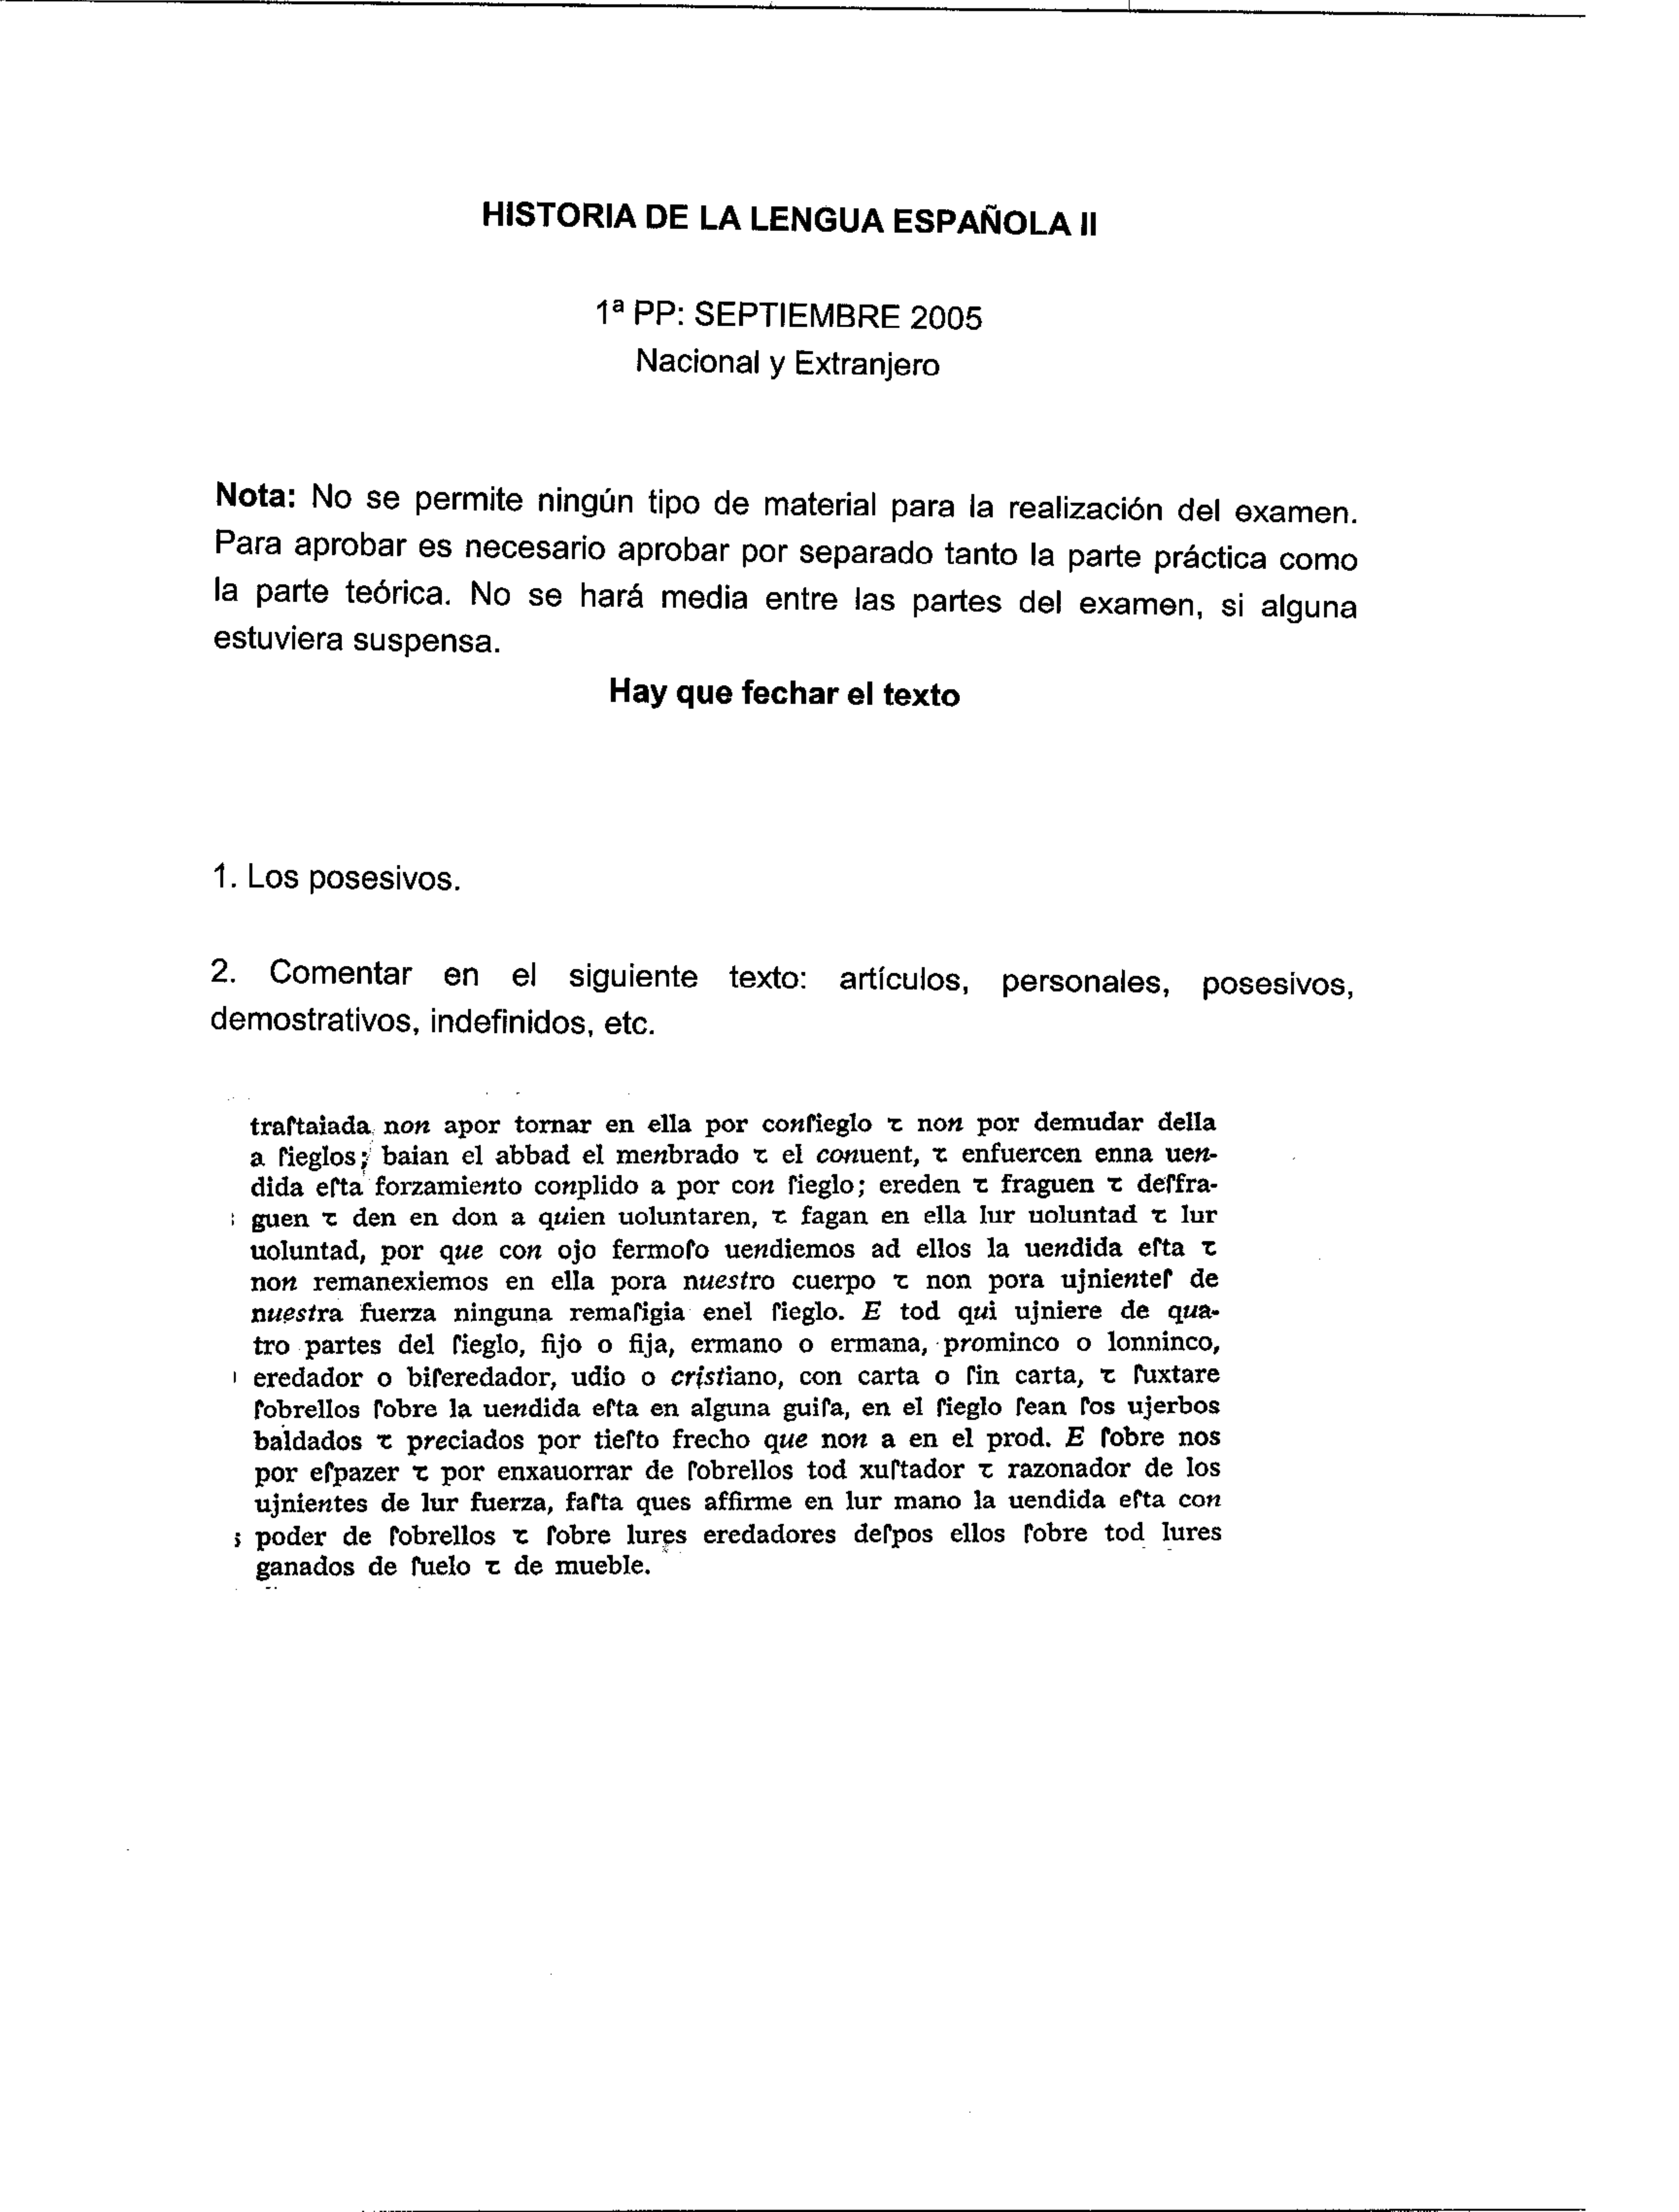 HISTORIA DE LA LENGUA ESPAÑOLA II
1ª PP: SEPTIEMBRE 2005
Nacional y Extranjero
Nota: No se permite ningún tipo de material para la realización del examen.
Para aprobar es necesario aprobar por separado tanto la parte práctica como
la parte teórica. No se hará media entre las partes del examen, si alguna
estuviera suspensa.
Hay que fechar el texto
1. Los posesivos.
2. Comentar en el siguiente texto: artículos, personales, posesivos,
demostrativos, indefinidos, etc.
traſtaiada non apor tornar en ella por conſieglo τ non por demudar della
a ſieglos; baian el abbad el menbrado τ el conuent, τ enfuercen enna uen-
dida eſta forzamiento conplido a por con ſieglo; ereden τ fraguen τ deſfra-
guen τ den en don a quien uoluntaren, τ fagan en ella lur uoluntad τ lur
uoluntad, por que con ojo fermoſo uendiemos ad ellos la uendida eſta τ
non remanexiemos en ella pora nuestro cuerpo τ non pora ujnienteſ de
nuestra fuerza ninguna remaſigia enel ſieglo. E tod qui ujniere de qua-
tro partes del ſieglo, fijo o fija, ermano o ermana, prominco o lonninco,
eredador o biſeredador, udio o cristiano, con carta o ſin carta, τ ſuxtare
ſobrellos ſobre la uendida eſta en alguna guiſa, en el ſieglo ſean ſos ujerbos
baldados τ preciados por tieſto frecho que non a en el prod. E ſobre nos
por eſpazer τ por enxauorrar de ſobrellos tod xuſtador τ razonador de los
ujnientes de lur fuerza, faſta ques affirme en lur mano la uendida eſta con
poder de ſobrellos τ ſobre lures eredadores deſpos ellos ſobre tod lures
ganados de ſuelo τ de mueble.